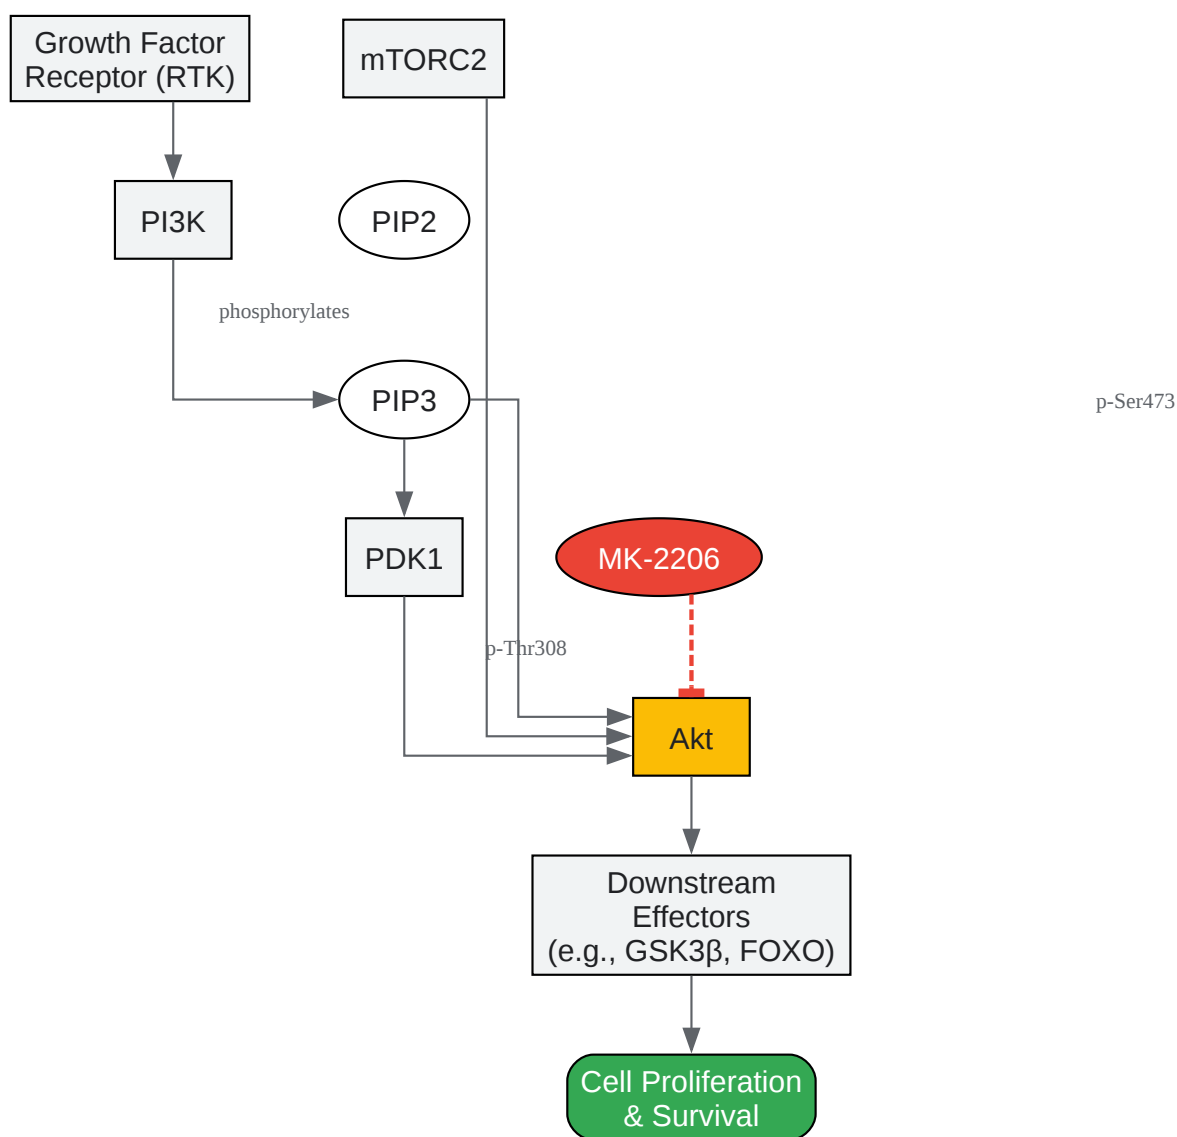 Growth Factor
Receptor (RTK)
mTORC2
PI3K
PIP2
phosphorylates
PIP3
p-Ser473
PDK1
MK-2206
p-Thr308
Akt
Downstream
Effectors
(e.g., GSK3β, FOXO)
Cell Proliferation
& Survival